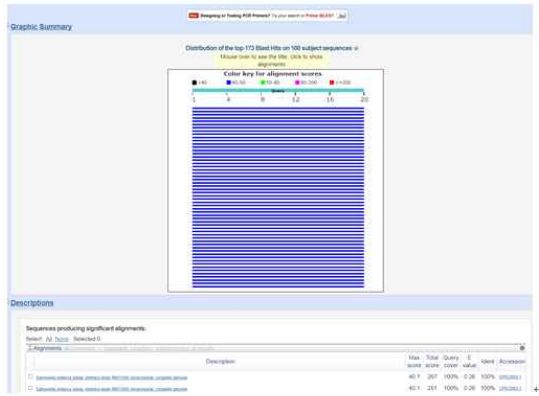 Designing or Testing PCR Primers? Try your search in Primer-BLAST.
Graphic Summary
Distribution of the top 173 Blast Hits on 100 subject sequences
Mouse over to see the title, click to show
alignments
Color key for alignment scores
<40 40-50 50-80 80-200 >=200
Query
1 4 8 12 16 20
Descriptions
Sequences producing significant alignments:
Select: All None Selected:0
Alignments
Description Max score Total score Query cover E value Ident Accession
40.1 267 100% 0.26 100%
40.1 251 100% 0.26 100%